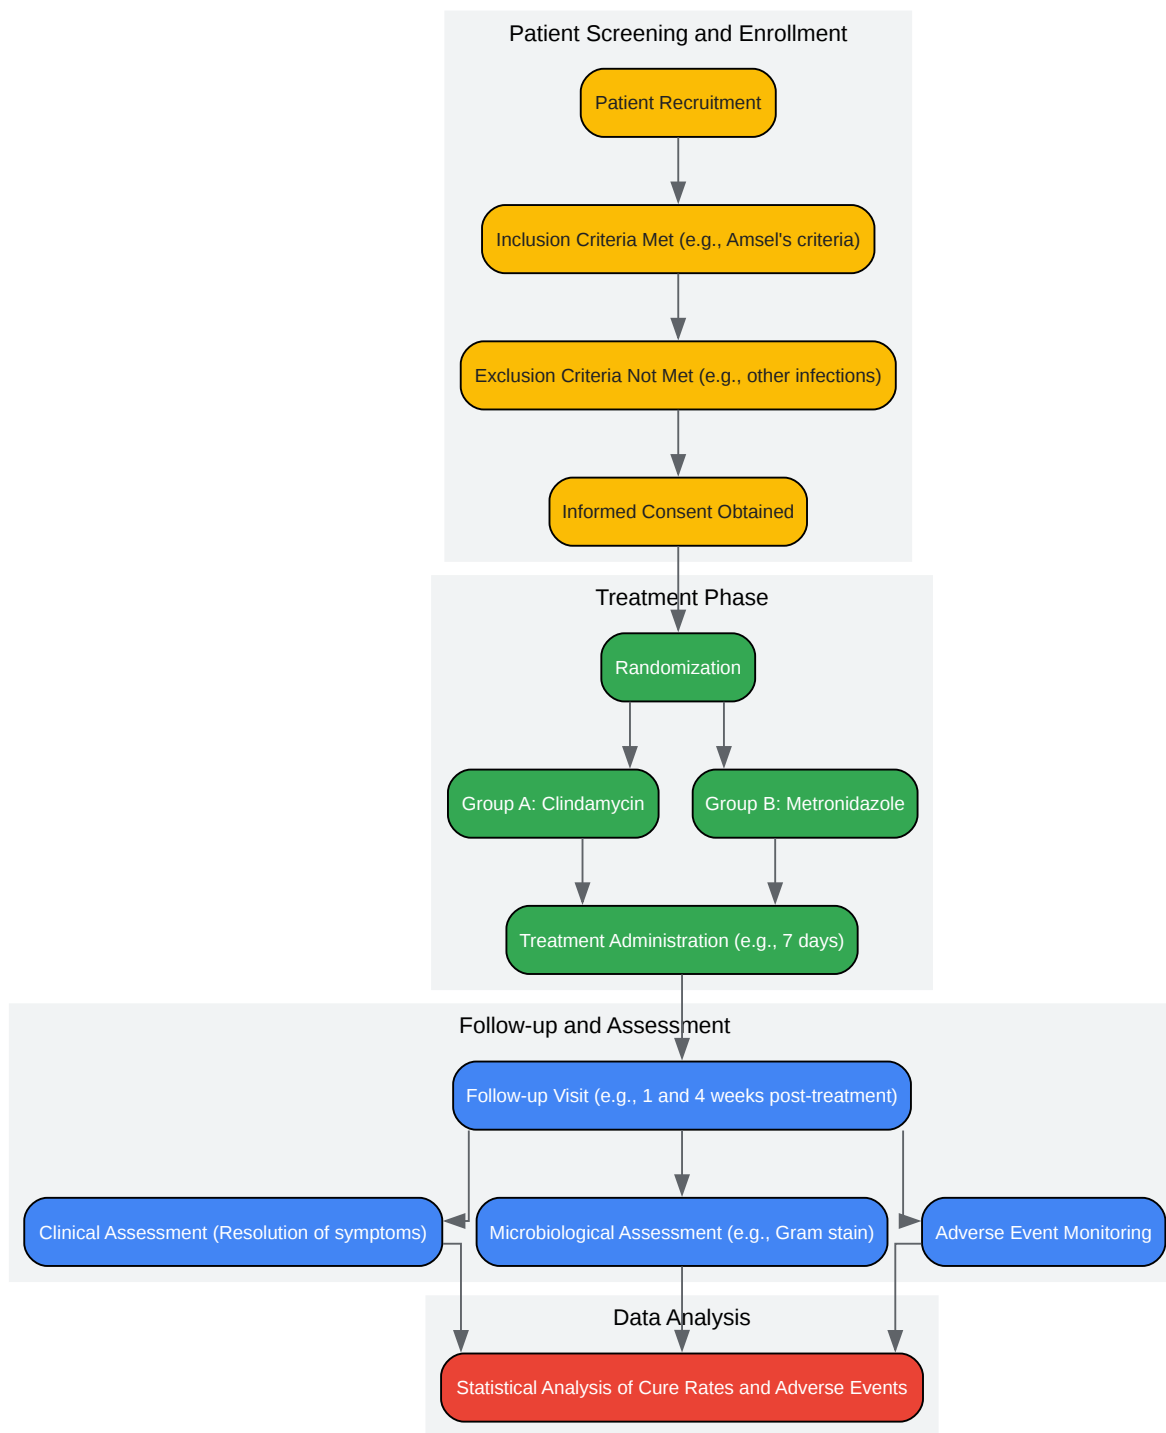 Patient Screening and Enrollment
Patient Recruitment
Inclusion Criteria Met (e.g., Amsel's criteria)
Exclusion Criteria Not Met (e.g., other infections)
Informed Consent Obtained
Treatment Phase
Randomization
Group A: Clindamycin
Group B: Metronidazole
Treatment Administration (e.g., 7 days)
Follow-up and Assessment
Follow-up Visit (e.g., 1 and 4 weeks post-treatment)
Clinical Assessment (Resolution of symptoms)
Microbiological Assessment (e.g., Gram stain)
Adverse Event Monitoring
Data Analysis
Statistical Analysis of Cure Rates and Adverse Events